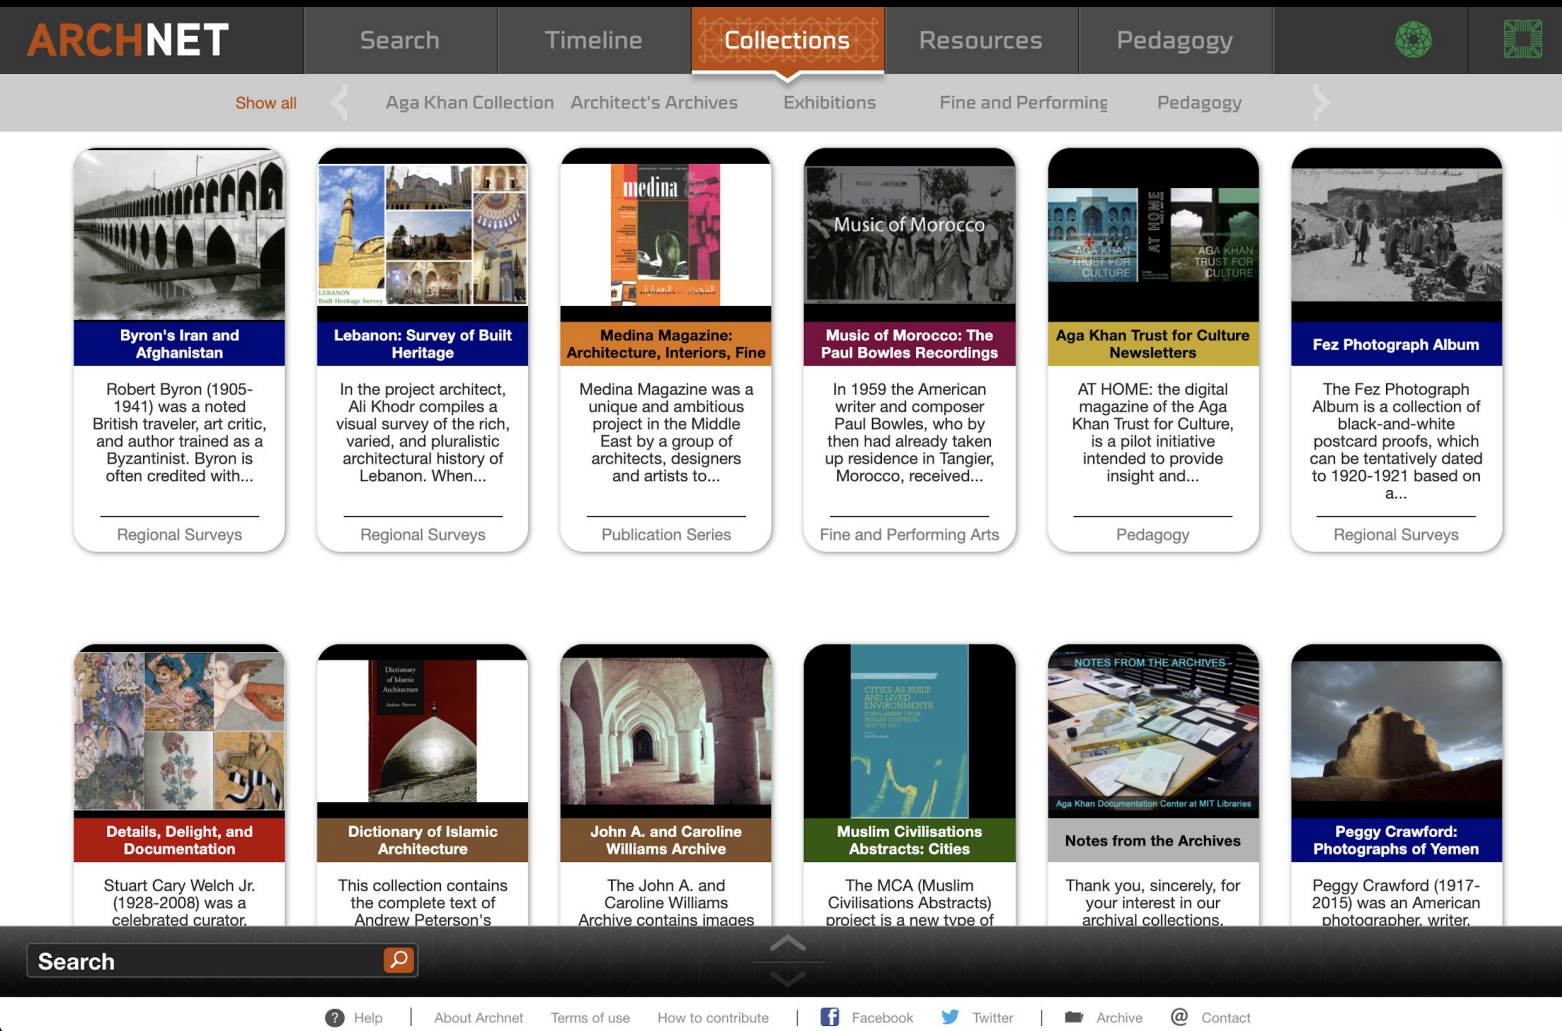 ARCHNET
Search
Timeline
Collections
Resources
Pedagogy
Show all
Aga Khan Collection
Architect's Archives
Exhibitions
Fine and Performing
Pedagogy
medina
Music of Morocco
AT HOME
AGA KHAN
TRUST FOR
CULTURE
AGA KHAN
TRUST FOR
CULTURE
LEBANON
Built Heritage Survey
Byron's Iran and
Afghanistan
Robert Byron (1905-
1941) was a noted
British traveler, art critic,
and author trained as a
Byzantinist. Byron is
often credited with...
Regional Surveys
Lebanon: Survey of Built
Heritage
In the project architect,
Ali Khodr compiles a
visual survey of the rich,
varied, and pluralistic
architectural history of
Lebanon. When...
Regional Surveys
Medina Magazine:
Architecture, Interiors, Fine
Medina Magazine was a
unique and ambitious
project in the Middle
East by a group of
architects, designers
and artists to...
Publication Series
Music of Morocco: The
Paul Bowles Recordings
In 1959 the American
writer and composer
Paul Bowles, who by
then had already taken
up residence in Tangier,
Morocco, received...
Fine and Performing Arts
Aga Khan Trust for Culture
Newsletters
AT HOME: the digital
magazine of the Aga
Khan Trust for Culture,
is a pilot initiative
intended to provide
insight and...
Pedagogy
Fez Photograph Album
The Fez Photograph
Album is a collection of
black-and-white
postcard proofs, which
can be tentatively dated
to 1920-1921 based on
a...
Regional Surveys
Details, Delight, and
Documentation
Stuart Cary Welch Jr.
(1928-2008) was a
celebrated curator,
Dictionary
of Islamic
Architecture
Andrew Petersen
Dictionary of Islamic
Architecture
This collection contains
the complete text of
Andrew Peterson's
John A. and Caroline
Williams Archive
The John A. and
Caroline Williams
Archive contains images
CITIES AS BUILT
AND LIVED
ENVIRONMENTS
Muslim Civilisations
Abstracts: Cities
The MCA (Muslim
Civilisations Abstracts)
project is a new type of
NOTES FROM THE ARCHIVES -
Aga Khan Documentation Center at MIT Libraries
Notes from the Archives
Thank you, sincerely, for
your interest in our
archival collections.
Peggy Crawford:
Photographs of Yemen
Peggy Crawford (1917-
2015) was an American
photographer, writer,
Search
Help
About Archnet
Terms of use
How to contribute
Facebook
Twitter
Archive
Contact